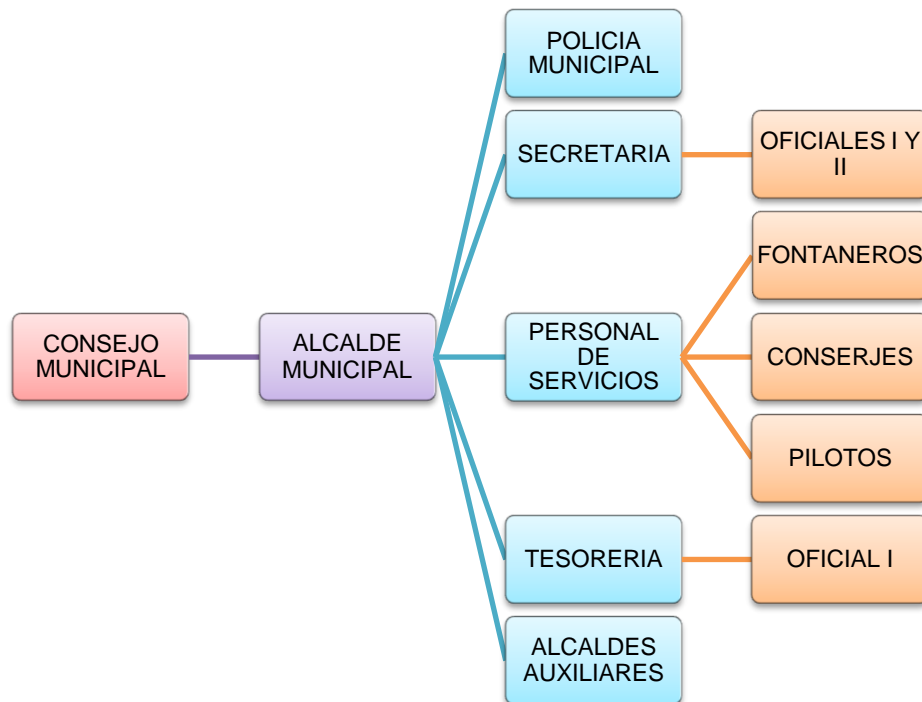 POLICIA
MUNICIPAL
SECRETARIA
OFICIALES I Y
II
FONTANEROS
CONSEJO
MUNICIPAL
ALCALDE
MUNICIPAL
PERSONAL
DE
SERVICIOS
CONSERJES
PILOTOS
TESORERIA
OFICIAL I
ALCALDES
AUXILIARES